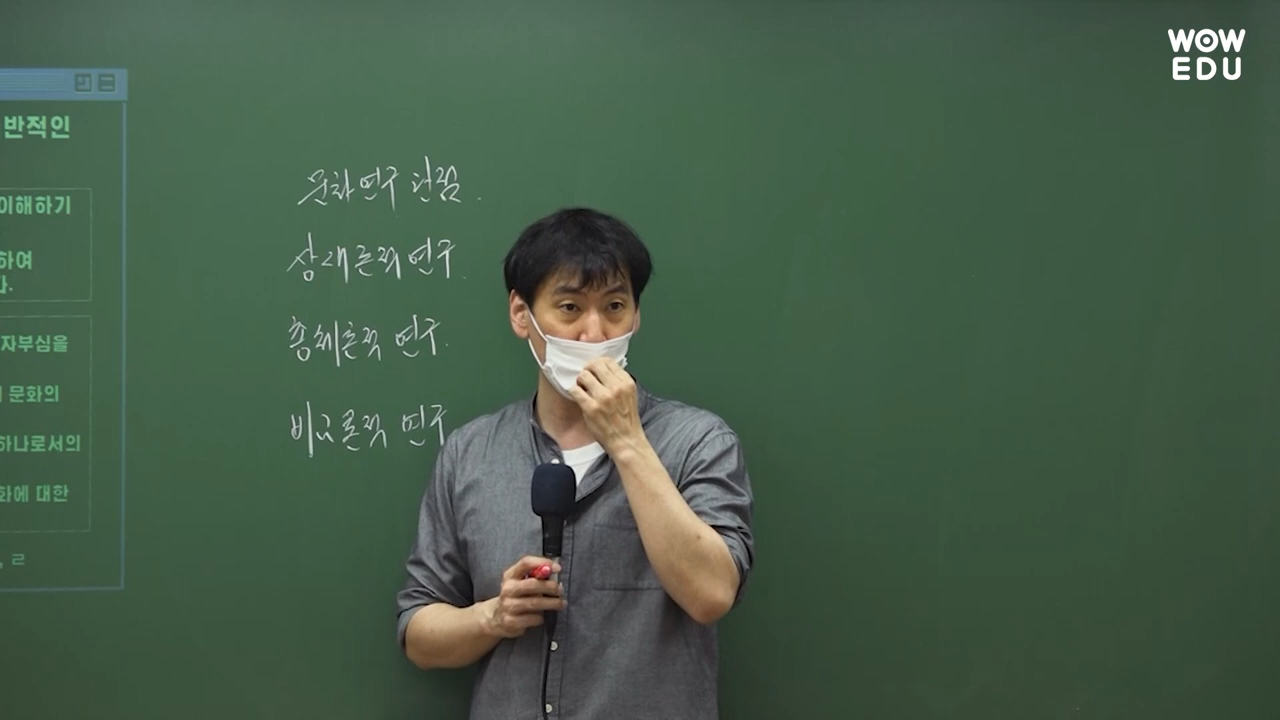 WOW
EDU
반적인
이해하기
하여
다.
자부심을
문화의
하나로서의
화에 대한
, ㄹ
문화 연구 관점.
상대론적 연구.
총체론적 연구.
비교론적 연구